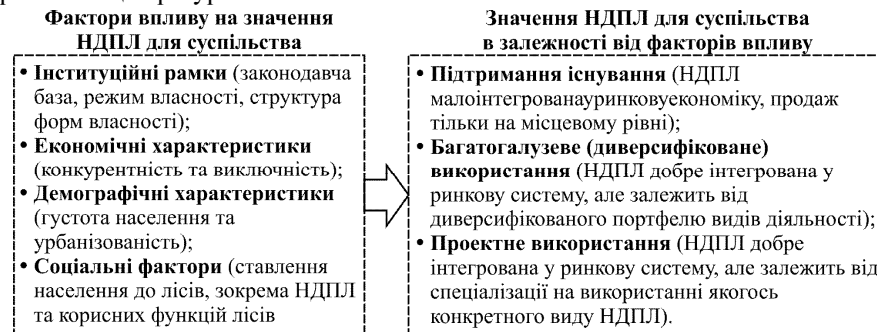 Фактори впливу на значення
НДПЛ для суспільства
• Інституційні рамки (законодавча
база, режим власності, структура
форм власності);
• Економічні характеристики
(конкурентність та виключність);
• Демографічні характеристики
(густота населення та
урбанізованість);
• Соціальні фактори (ставлення
населення до лісів, зокрема НДПЛ
та корисних функцій лісів
Значення НДПЛ для суспільства
в залежності від факторів впливу
• Підтримання існування (НДПЛ
малоінтегрованауринковуекономіку, продаж
тільки на місцевому рівні);
• Багатогалузеве (диверсифіковане)
використання (НДПЛ добре інтегрована у
ринкову систему, але залежить від
диверсифікованого портфелю видів діяльності);
• Проектне використання (НДПЛ добре
інтегрована у ринкову систему, але залежить від
спеціалізації на використанні якогось
конкретного виду НДПЛ).